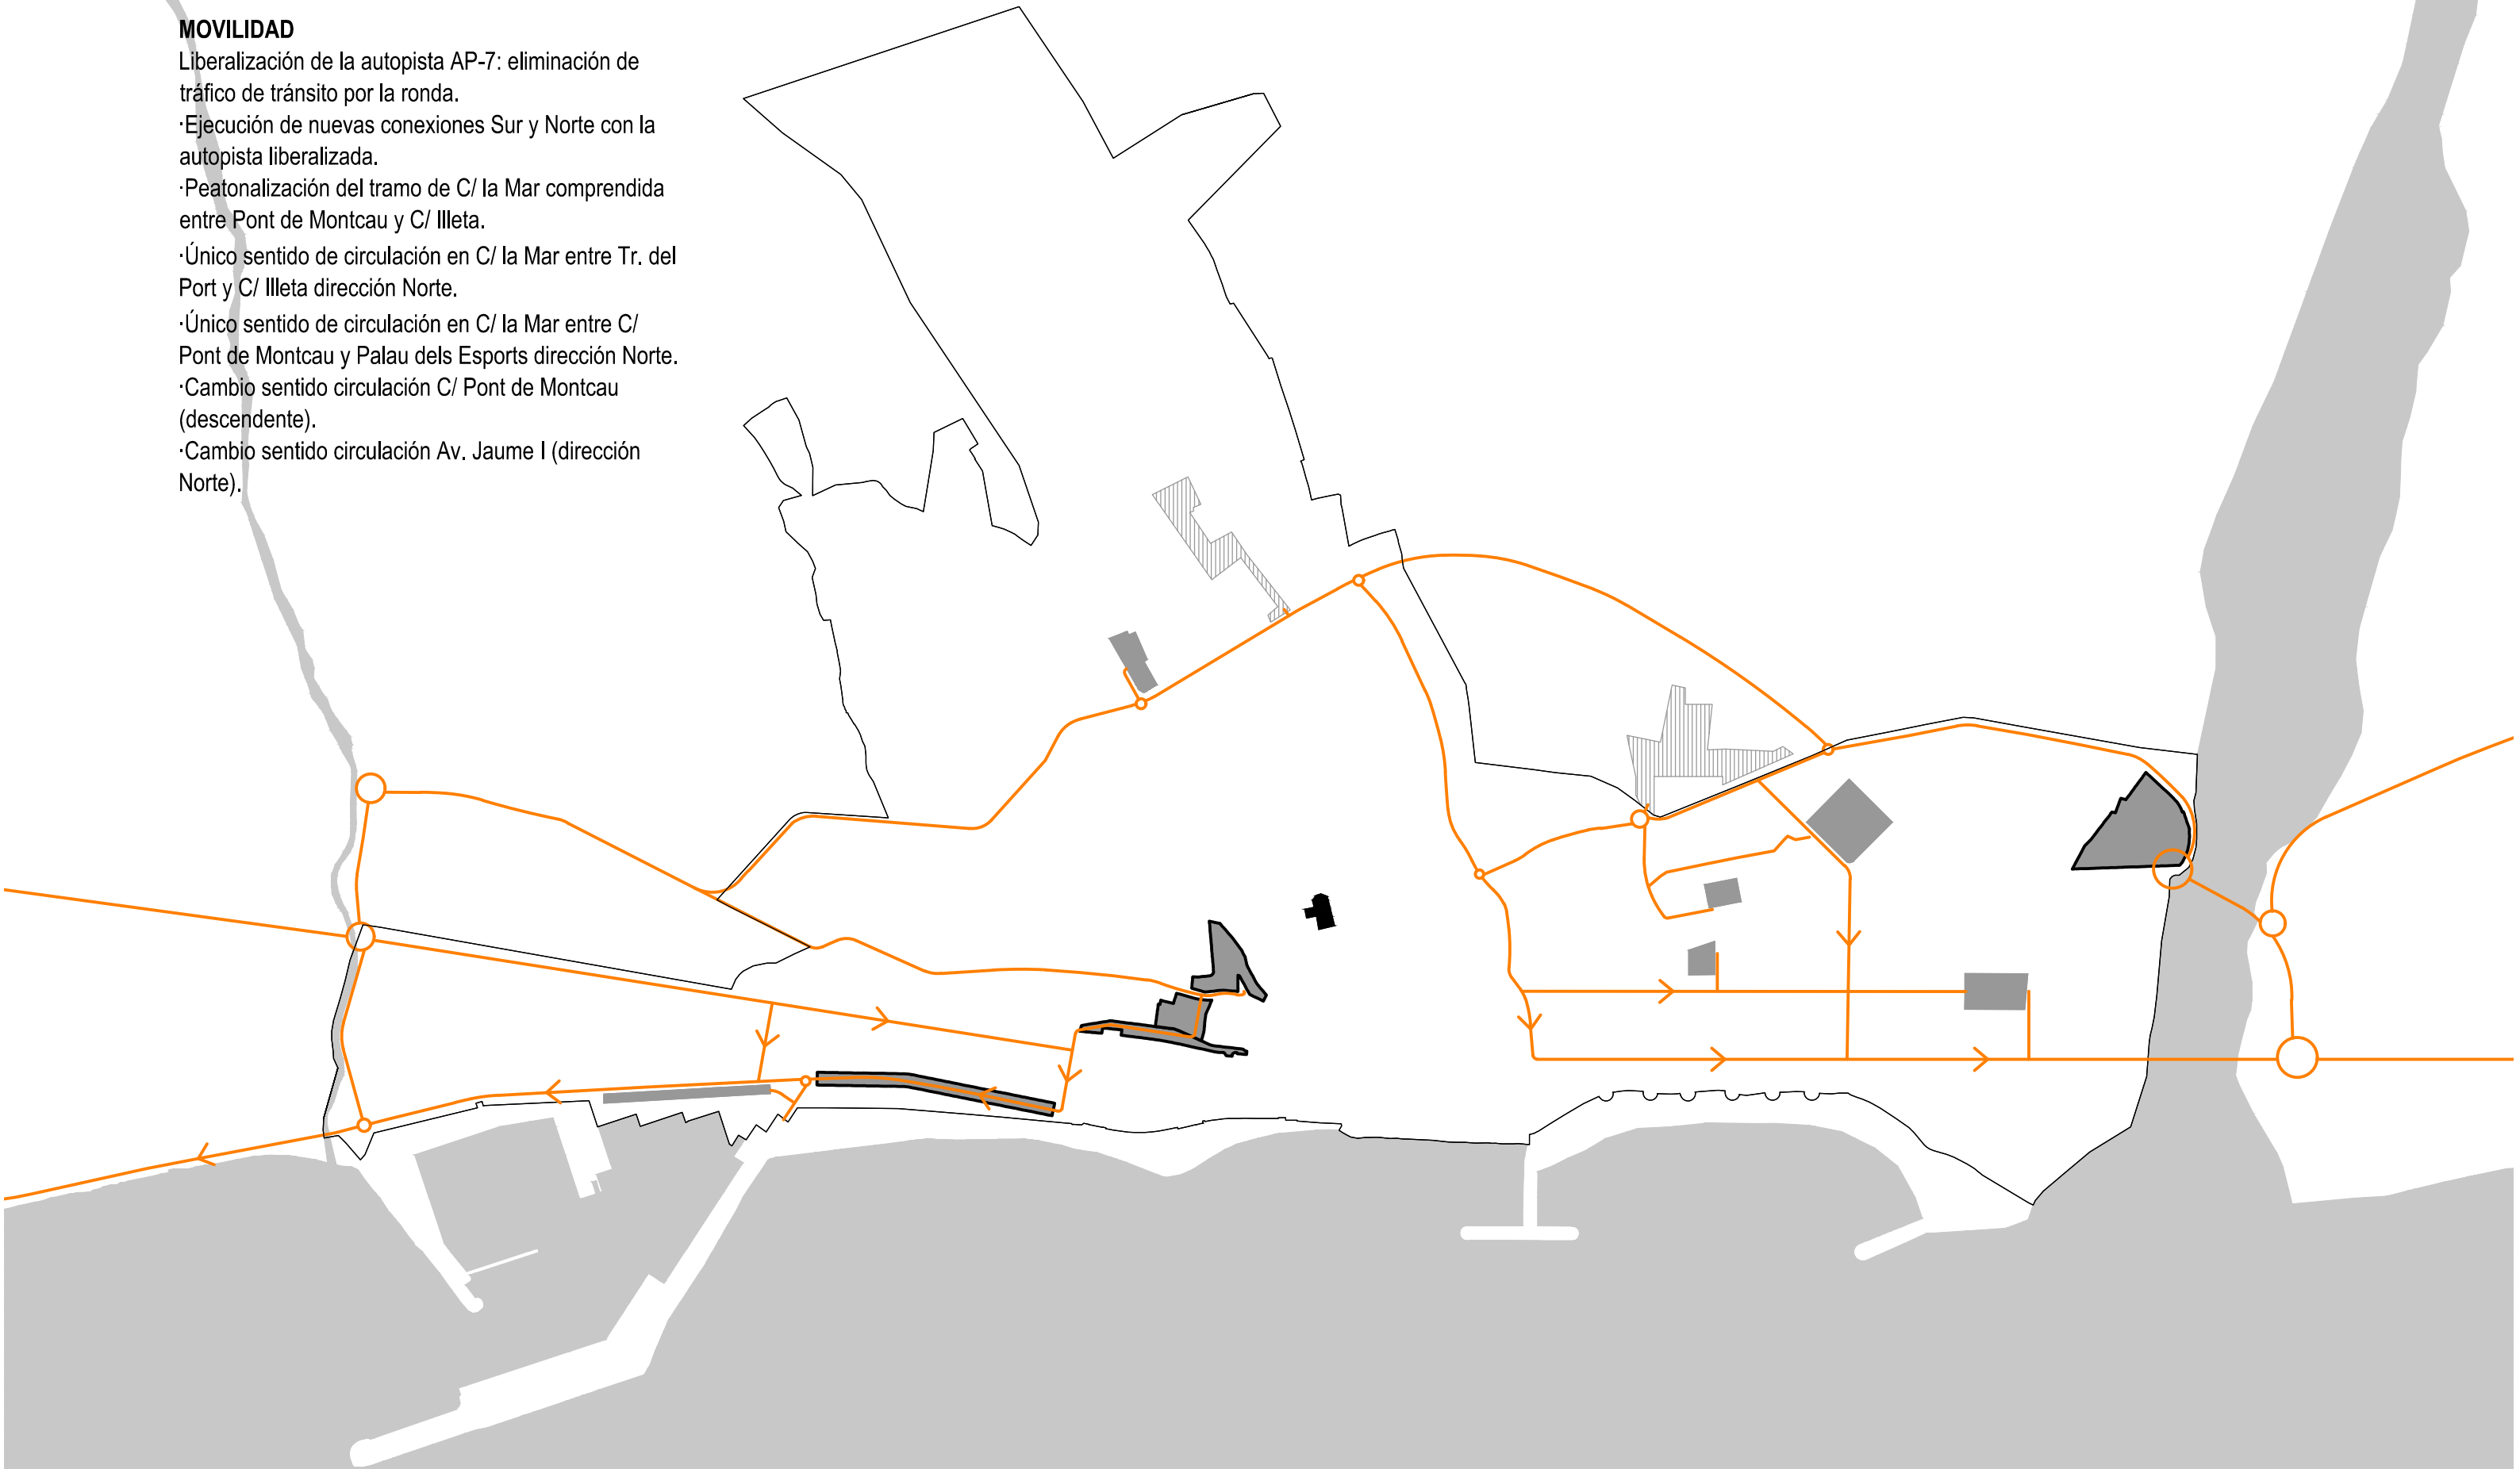 MOVILIDAD
Liberalización de la autopista AP-7: eliminación de
tráfico de tránsito por la ronda.
·Ejecución de nuevas conexiones Sur y Norte con la
autopista liberalizada.
·Peatonalización del tramo de C/ la Mar comprendida
entre Pont de Montcau y C/ Illeta.
·Único sentido de circulación en C/ la Mar entre Tr. del
Port y C/ Illeta dirección Norte.
·Único sentido de circulación en C/ la Mar entre C/
Pont de Montcau y Palau dels Esports dirección Norte.
·Cambio sentido circulación C/ Pont de Montcau
(descendente).
·Cambio sentido circulación Av. Jaume I (dirección
Norte).